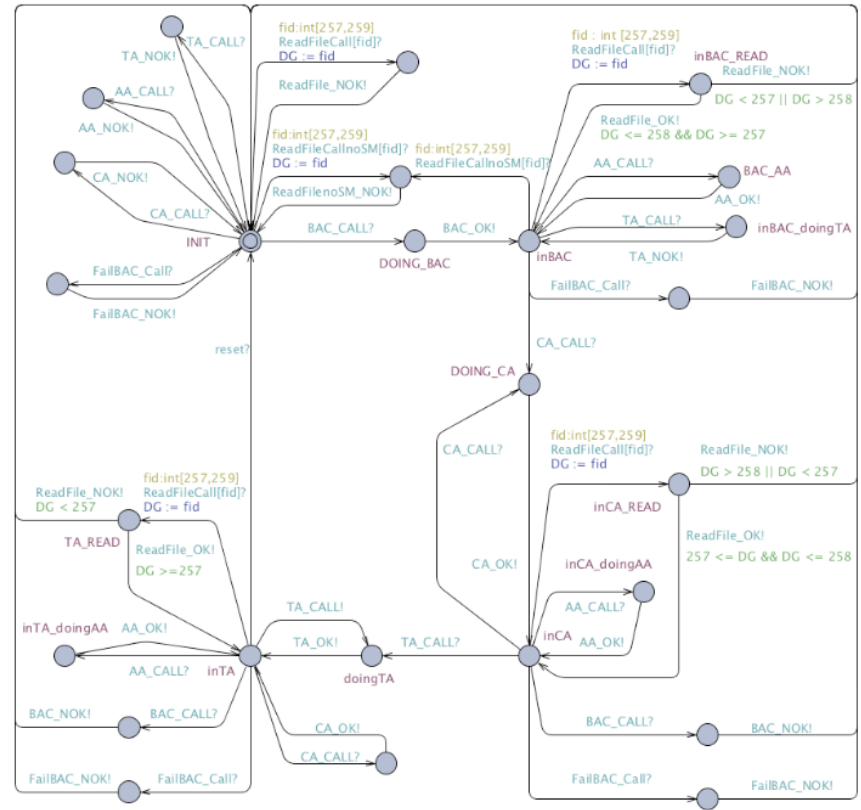 TA_CALL?
TA_NOK!
AA_CALL?
AA_NOK!
CA_NOK!
CA_CALL?
INIT
FailBAC_Call?
FailBAC_NOK!
fid:int[257,259]
ReadFileCall[fid]?
DG := fid
ReadFile_NOK!
fid:int[257,259]
ReadFileCallnoSM[fid]?
DG := fid
ReadFilenoSM_NOK!
fid:int[257,259]
ReadFileCallnoSM[fid]?
BAC_CALL?
DOING_BAC
BAC_OK!
inBAC
fid : int [257,259]
ReadFileCall[fid]?
DG := fid
inBAC_READ
ReadFile_NOK!
DG < 257 || DG > 258
ReadFile_OK!
DG <= 258 && DG >= 257
AA_CALL?
BAC_AA
AA_OK!
TA_CALL?
inBAC_doingTA
TA_NOK!
FailBAC_Call?
FailBAC_NOK!
reset?
CA_CALL?
DOING_CA
CA_CALL?
CA_OK!
fid:int[257,259]
ReadFileCall[fid]?
DG := fid
ReadFile_NOK!
DG > 258 || DG < 257
inCA_READ
ReadFile_OK!
257 <= DG && DG <= 258
inCA_doingAA
AA_CALL?
AA_OK!
inCA
BAC_CALL?
BAC_NOK!
FailBAC_Call?
FailBAC_NOK!
fid:int[257,259]
ReadFileCall[fid]?
DG := fid
ReadFile_NOK!
DG < 257
TA_READ
ReadFile_OK!
DG >=257
inTA_doingAA
AA_OK!
AA_CALL?
inTA
TA_CALL!
TA_OK!
doingTA
TA_CALL?
BAC_NOK!
BAC_CALL?
CA_OK!
CA_CALL?
FailBAC_NOK!
FailBAC_Call?